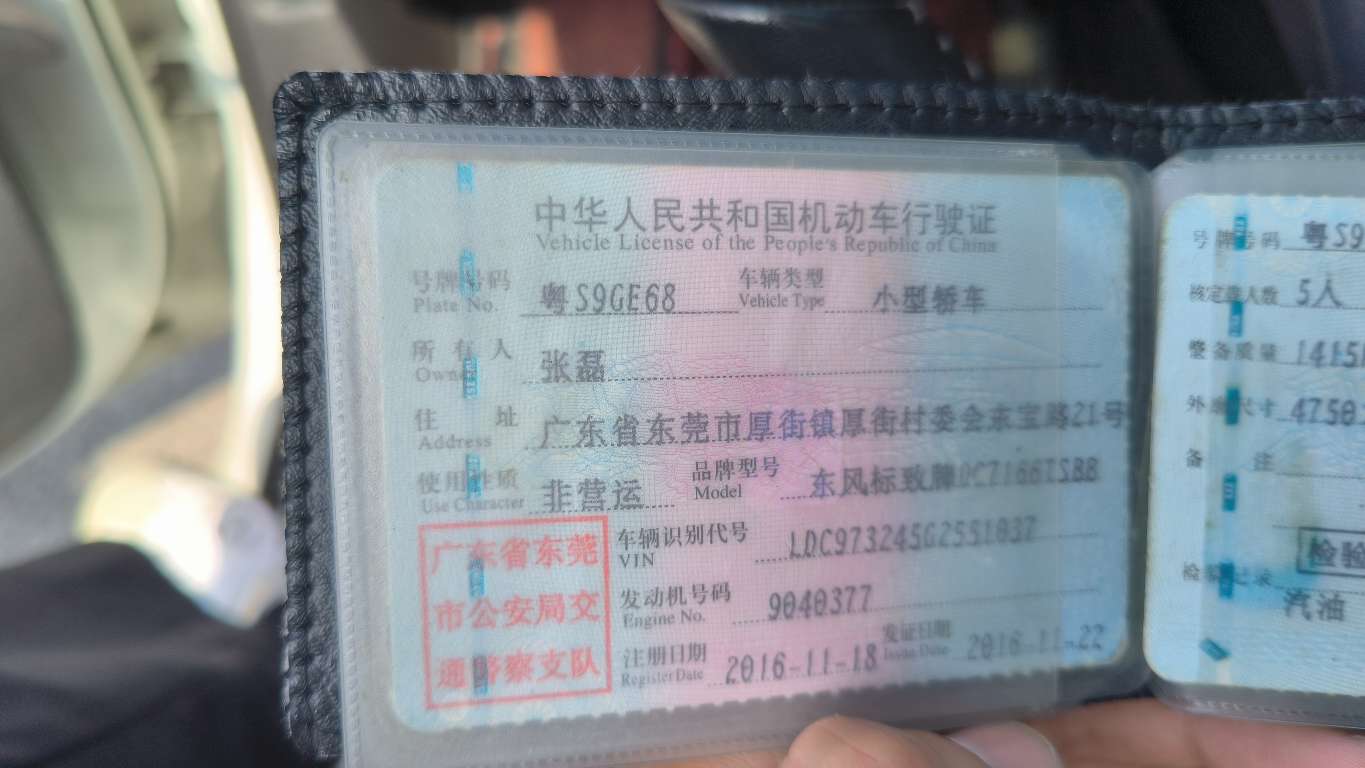 中华人民共和国机动车行驶证
Vehicle License of the People's Republic of China
号牌号码 粤S9GE68 车辆类型 小型轿车
Plate No. Vehicle Type
所有人 张磊
Owner
住址 广东省东莞市厚街镇厚街村委会东宝路21号
Address
使用性质 非营运 品牌型号 东风标致牌DC7166TSBB
Use Character Model
车辆识别代号 LDC973245G2551037
VIN
发动机号码 9040377
Engine No.
注册日期 2016-11-18 发证日期 2016-11-22
Register Date Issue Date
广东省东莞
市公安局交
通警察支队
号牌号码 粤S9
核定载人数 5人
整备质量 1415
外廓尺寸 4750
备注
检验
检验记录
汽油